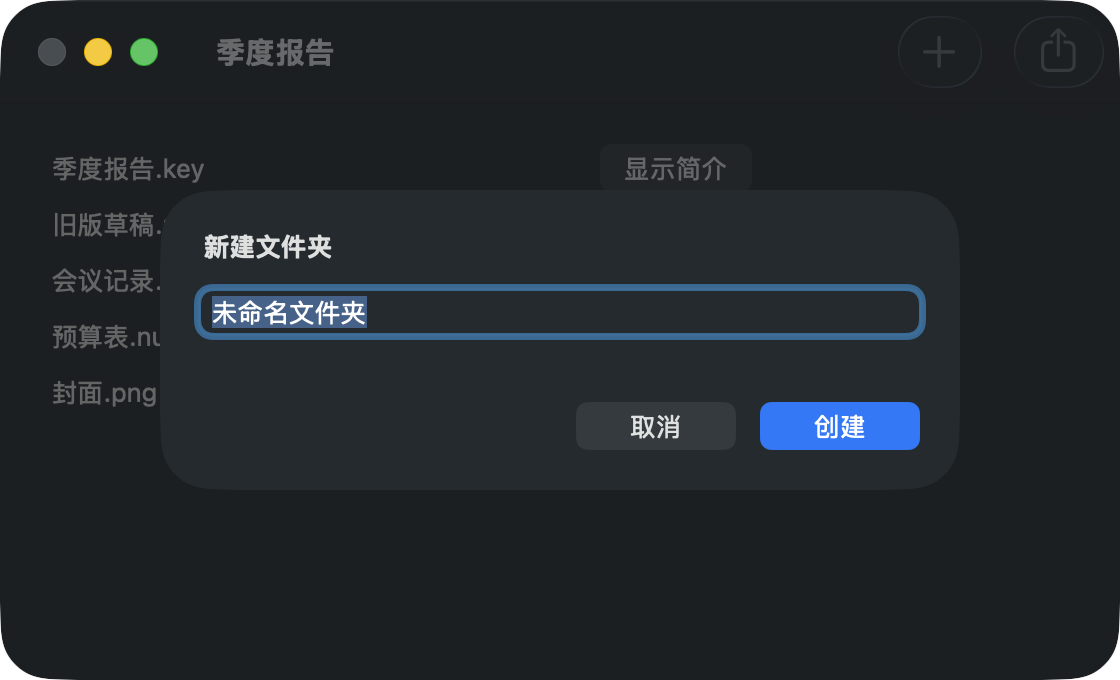 季度报告
季度报告.key
显示简介
旧版草稿.
会议记录.
预算表.nu
封面.png
新建文件夹
未命名文件夹
取消
创建